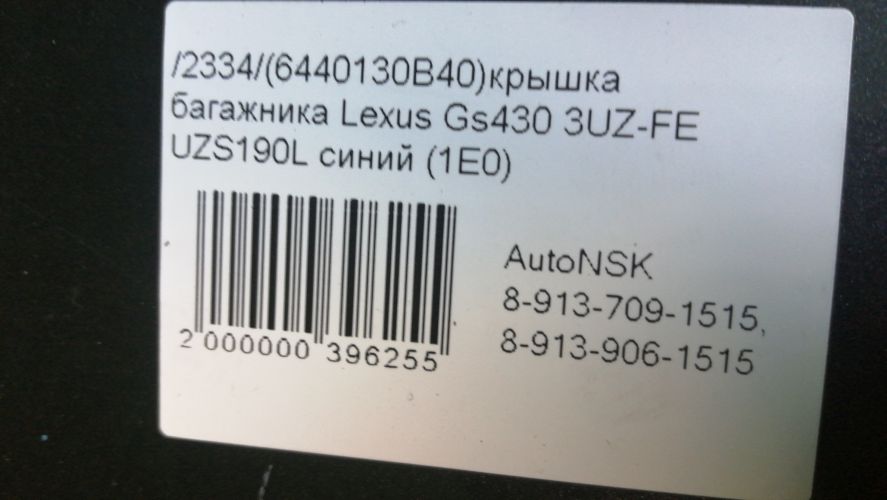 /2334/(6440130B40)крышка
багажника Lexus Gs430 3UZ-FE
UZS190L синий (1E0)
AutoNSK
8-913-709-1515,
8-913-906-1515
2 000000 396255